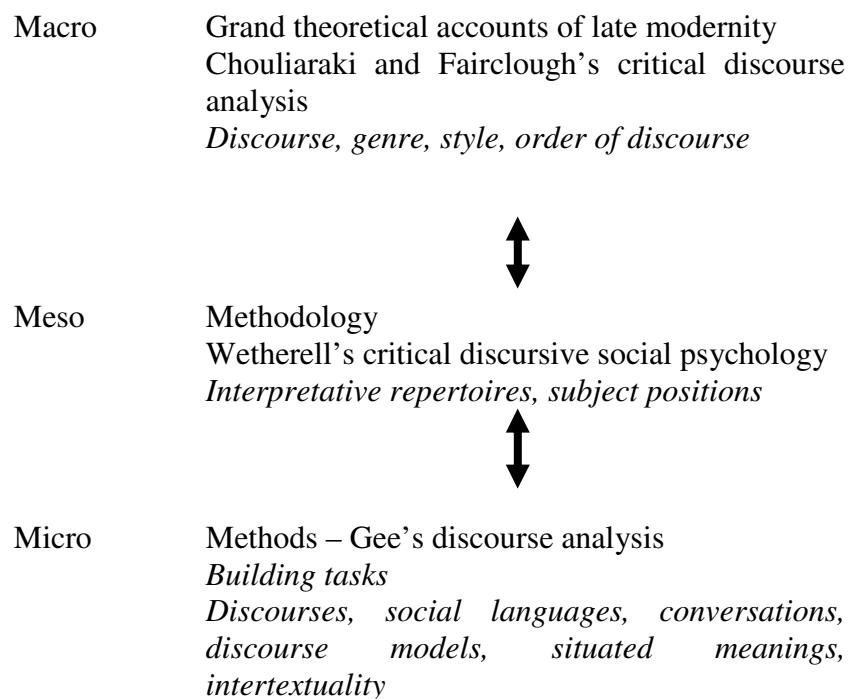 Macro Grand theoretical accounts of late modernity
Chouliaraki and Fairclough's critical discourse
analysis
Discourse, genre, style, order of discourse
Meso Methodology
Wetherell's critical discursive social psychology
Interpretative repertoires, subject positions
Micro Methods – Gee's discourse analysis
Building tasks
Discourses, social languages, conversations,
discourse models, situated meanings,
intertextuality